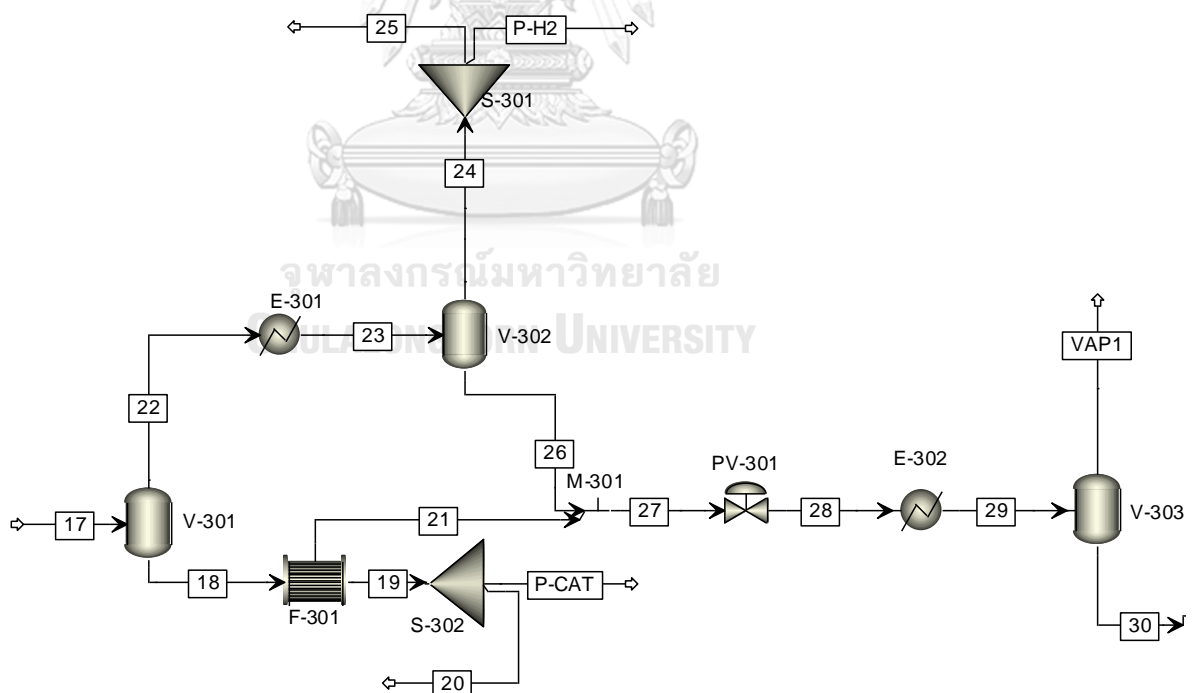 25
P-H2
S-301
24
จุฬาลงกรณ์มหาวิทยาลัย
CHULALONGKORN UNIVERSITY
E-301
23
V-302
VAP1
22
26
M-301
PV-301
E-302
17
V-301
21
27
28
29
V-303
18
19
P-CAT
F-301
S-302
30
20